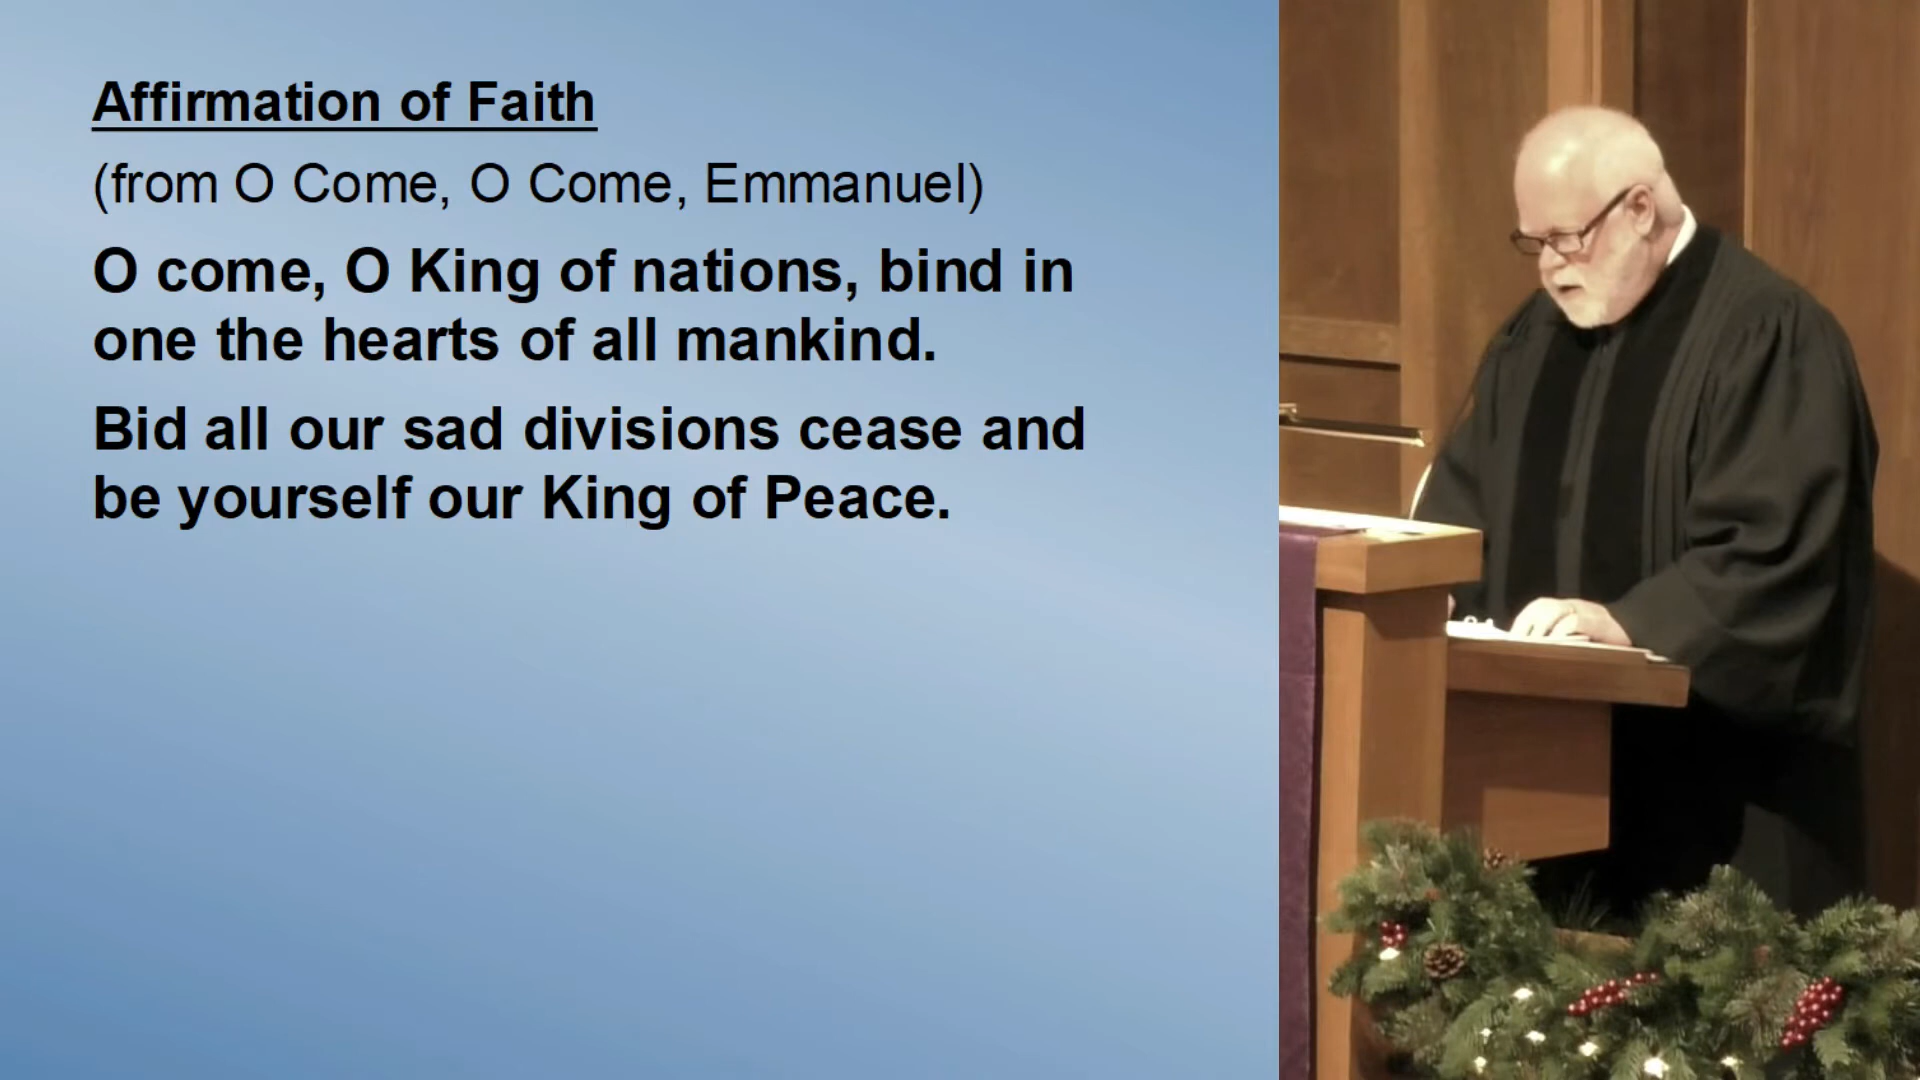 Affirmation of Faith
(from O Come, O Come, Emmanuel)
O come, O King of nations, bind in
one the hearts of all mankind.
Bid all our sad divisions cease and
be yourself our King of Peace.